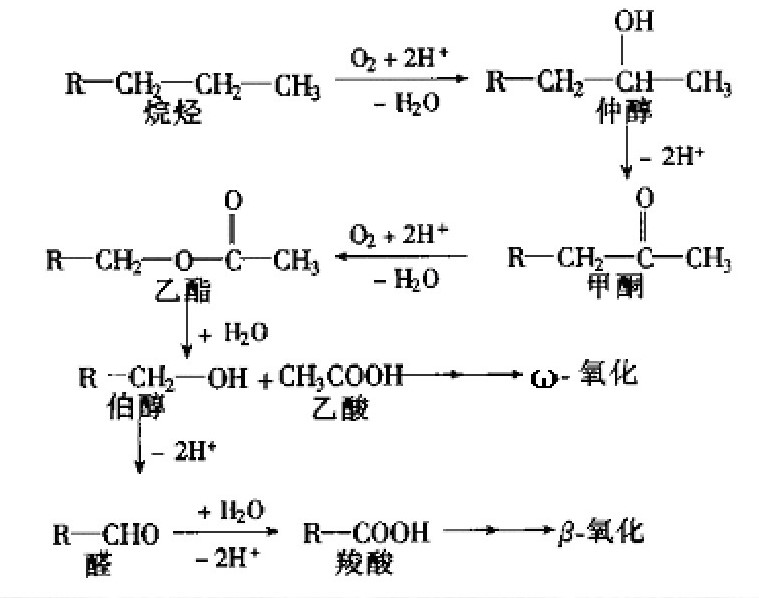 OH
R—CH₂—CH₂—CH₃ O₂ + 2H⁺ R—CH₂—CH—CH₃
烷烃 - H₂O 仲醇
- 2H⁺
O O
R—CH₂—O—C—CH₃ O₂ + 2H⁺ R—CH₂—C—CH₃
乙酯 - H₂O 甲酮
+ H₂O
R—CH₂—OH + CH₃COOH ω- 氧化
伯醇 乙酸
- 2H⁺
R—CHO + H₂O R—COOH β-氧化
醛 - 2H⁺ 羧酸